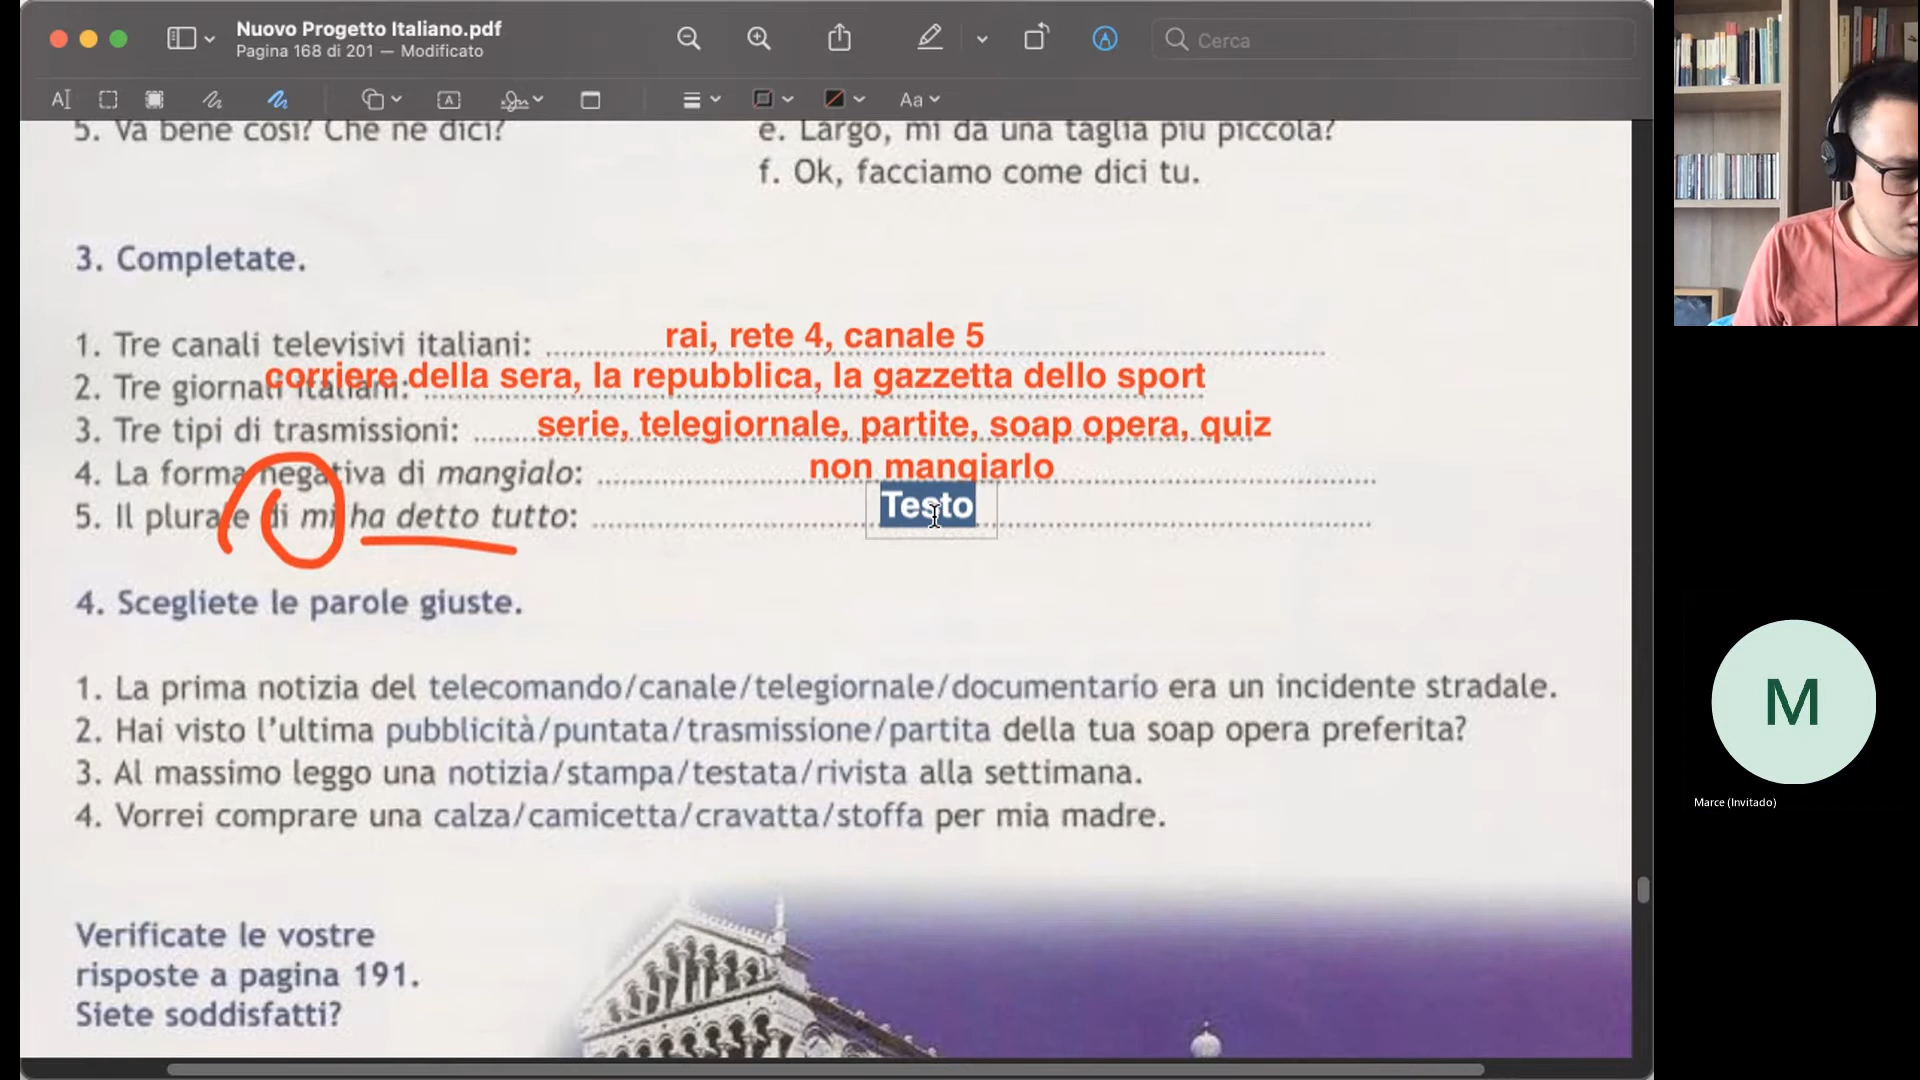 Nuovo Progetto Italiano.pdf
Pagina 168 di 201 — Modificato
Cerca
Aa
5. Va bene così? Che ne dici?
e. Largo, mi dà una taglia più piccola?
f. Ok, facciamo come dici tu.
3. Completate.
1. Tre canali televisivi italiani: rai, rete 4, canale 5
2. Tre giornali italiani: corriere della sera, la repubblica, la gazzetta dello sport
3. Tre tipi di trasmissioni: serie, telegiornale, partite, soap opera, quiz
4. La forma negativa di mangialo: non mangiarlo
5. Il plurale di mi ha detto tutto: Testo
4. Scegliete le parole giuste.
1. La prima notizia del telecomando/canale/telegiornale/documentario era un incidente stradale.
2. Hai visto l'ultima pubblicità/puntata/trasmissione/partita della tua soap opera preferita?
3. Al massimo leggo una notizia/stampa/testata/rivista alla settimana.
4. Vorrei comprare una calza/camicetta/cravatta/stoffa per mia madre.
Verificate le vostre
risposte a pagina 191.
Siete soddisfatti?
M
Marce (Invitado)